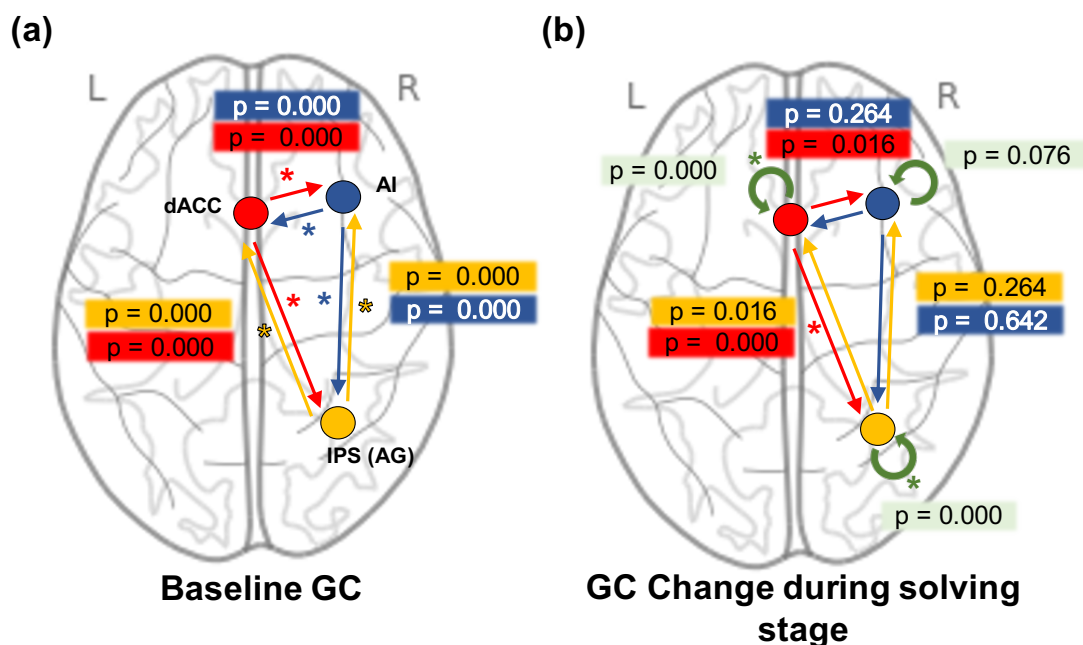 (a)
L
R
p = 0.000
p = 0.000
*
AI
dACC
*
p = 0.000
p = 0.000
p = 0.000
p = 0.000
*
*
*
*
IPS (AG)
Baseline GC
(b)
L
R
p = 0.264
p = 0.016
p = 0.000
p = 0.076
*
p = 0.264
p = 0.642
p = 0.016
p = 0.000
*
*
p = 0.000
GC Change during solving
stage